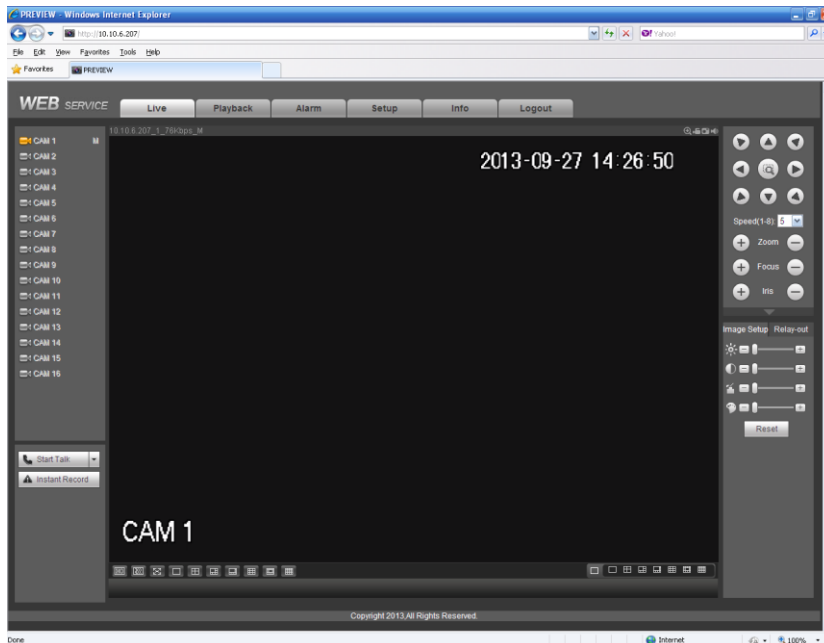 PREVIEW - Windows Internet Explorer
http://10.10.6.207/
Yahoo!
File Edit View Favorites Tools Help
Favorites PREVIEW
WEB SERVICE Live Playback Alarm Setup Info Logout
10.10.6.207_1_76Kbps_M
CAM 1 M
2013-09-27 14:26:50
CAM 2
CAM 3
CAM 4
CAM 5
CAM 6
CAM 7
CAM 8
CAM 9
CAM 10
CAM 11
CAM 12
CAM 13
CAM 14
CAM 15
CAM 16
Speed(1-8) 5
Zoom
Focus
Iris
Image Setup Relay-out
Reset
Start Talk
Instant Record
CAM 1
Copyright 2013,All Rights Reserved.
Done Internet 100%